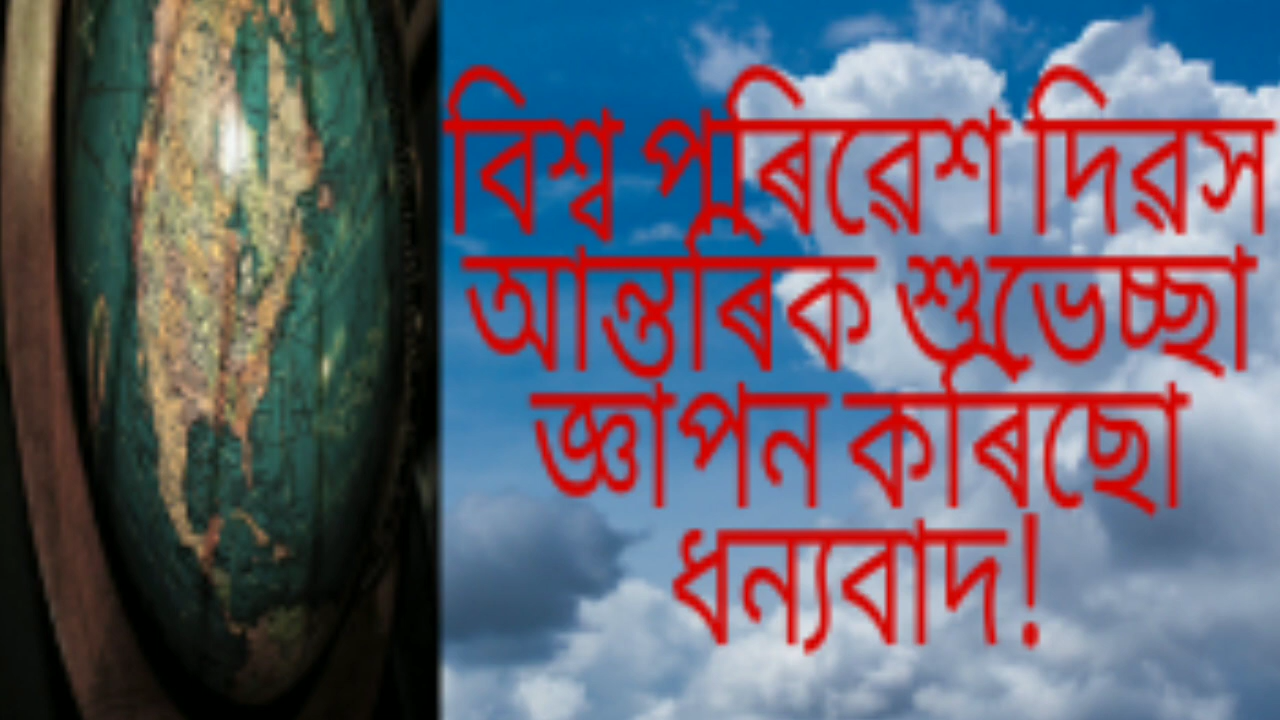 বিশ্ব পৰিৱেশ দিৱস
আন্তৰিক শুভেচ্ছা
জ্ঞাপন কৰিছো
ধন্যবাদ!